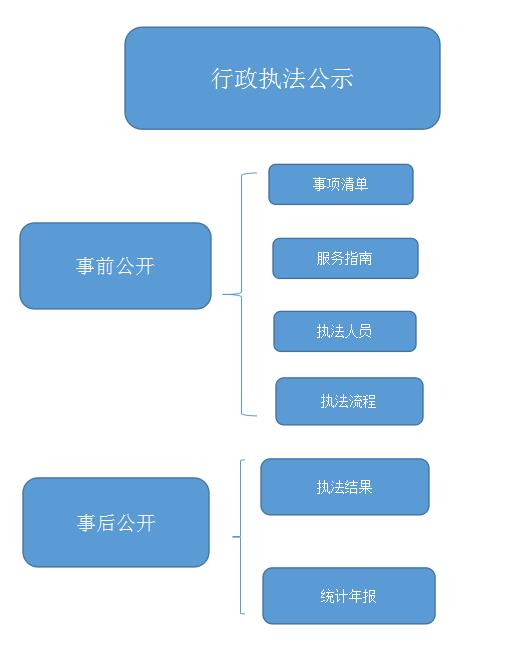 行政执法公示
事前公开
事项清单
服务指南
执法人员
执法流程
事后公开
执法结果
统计年报